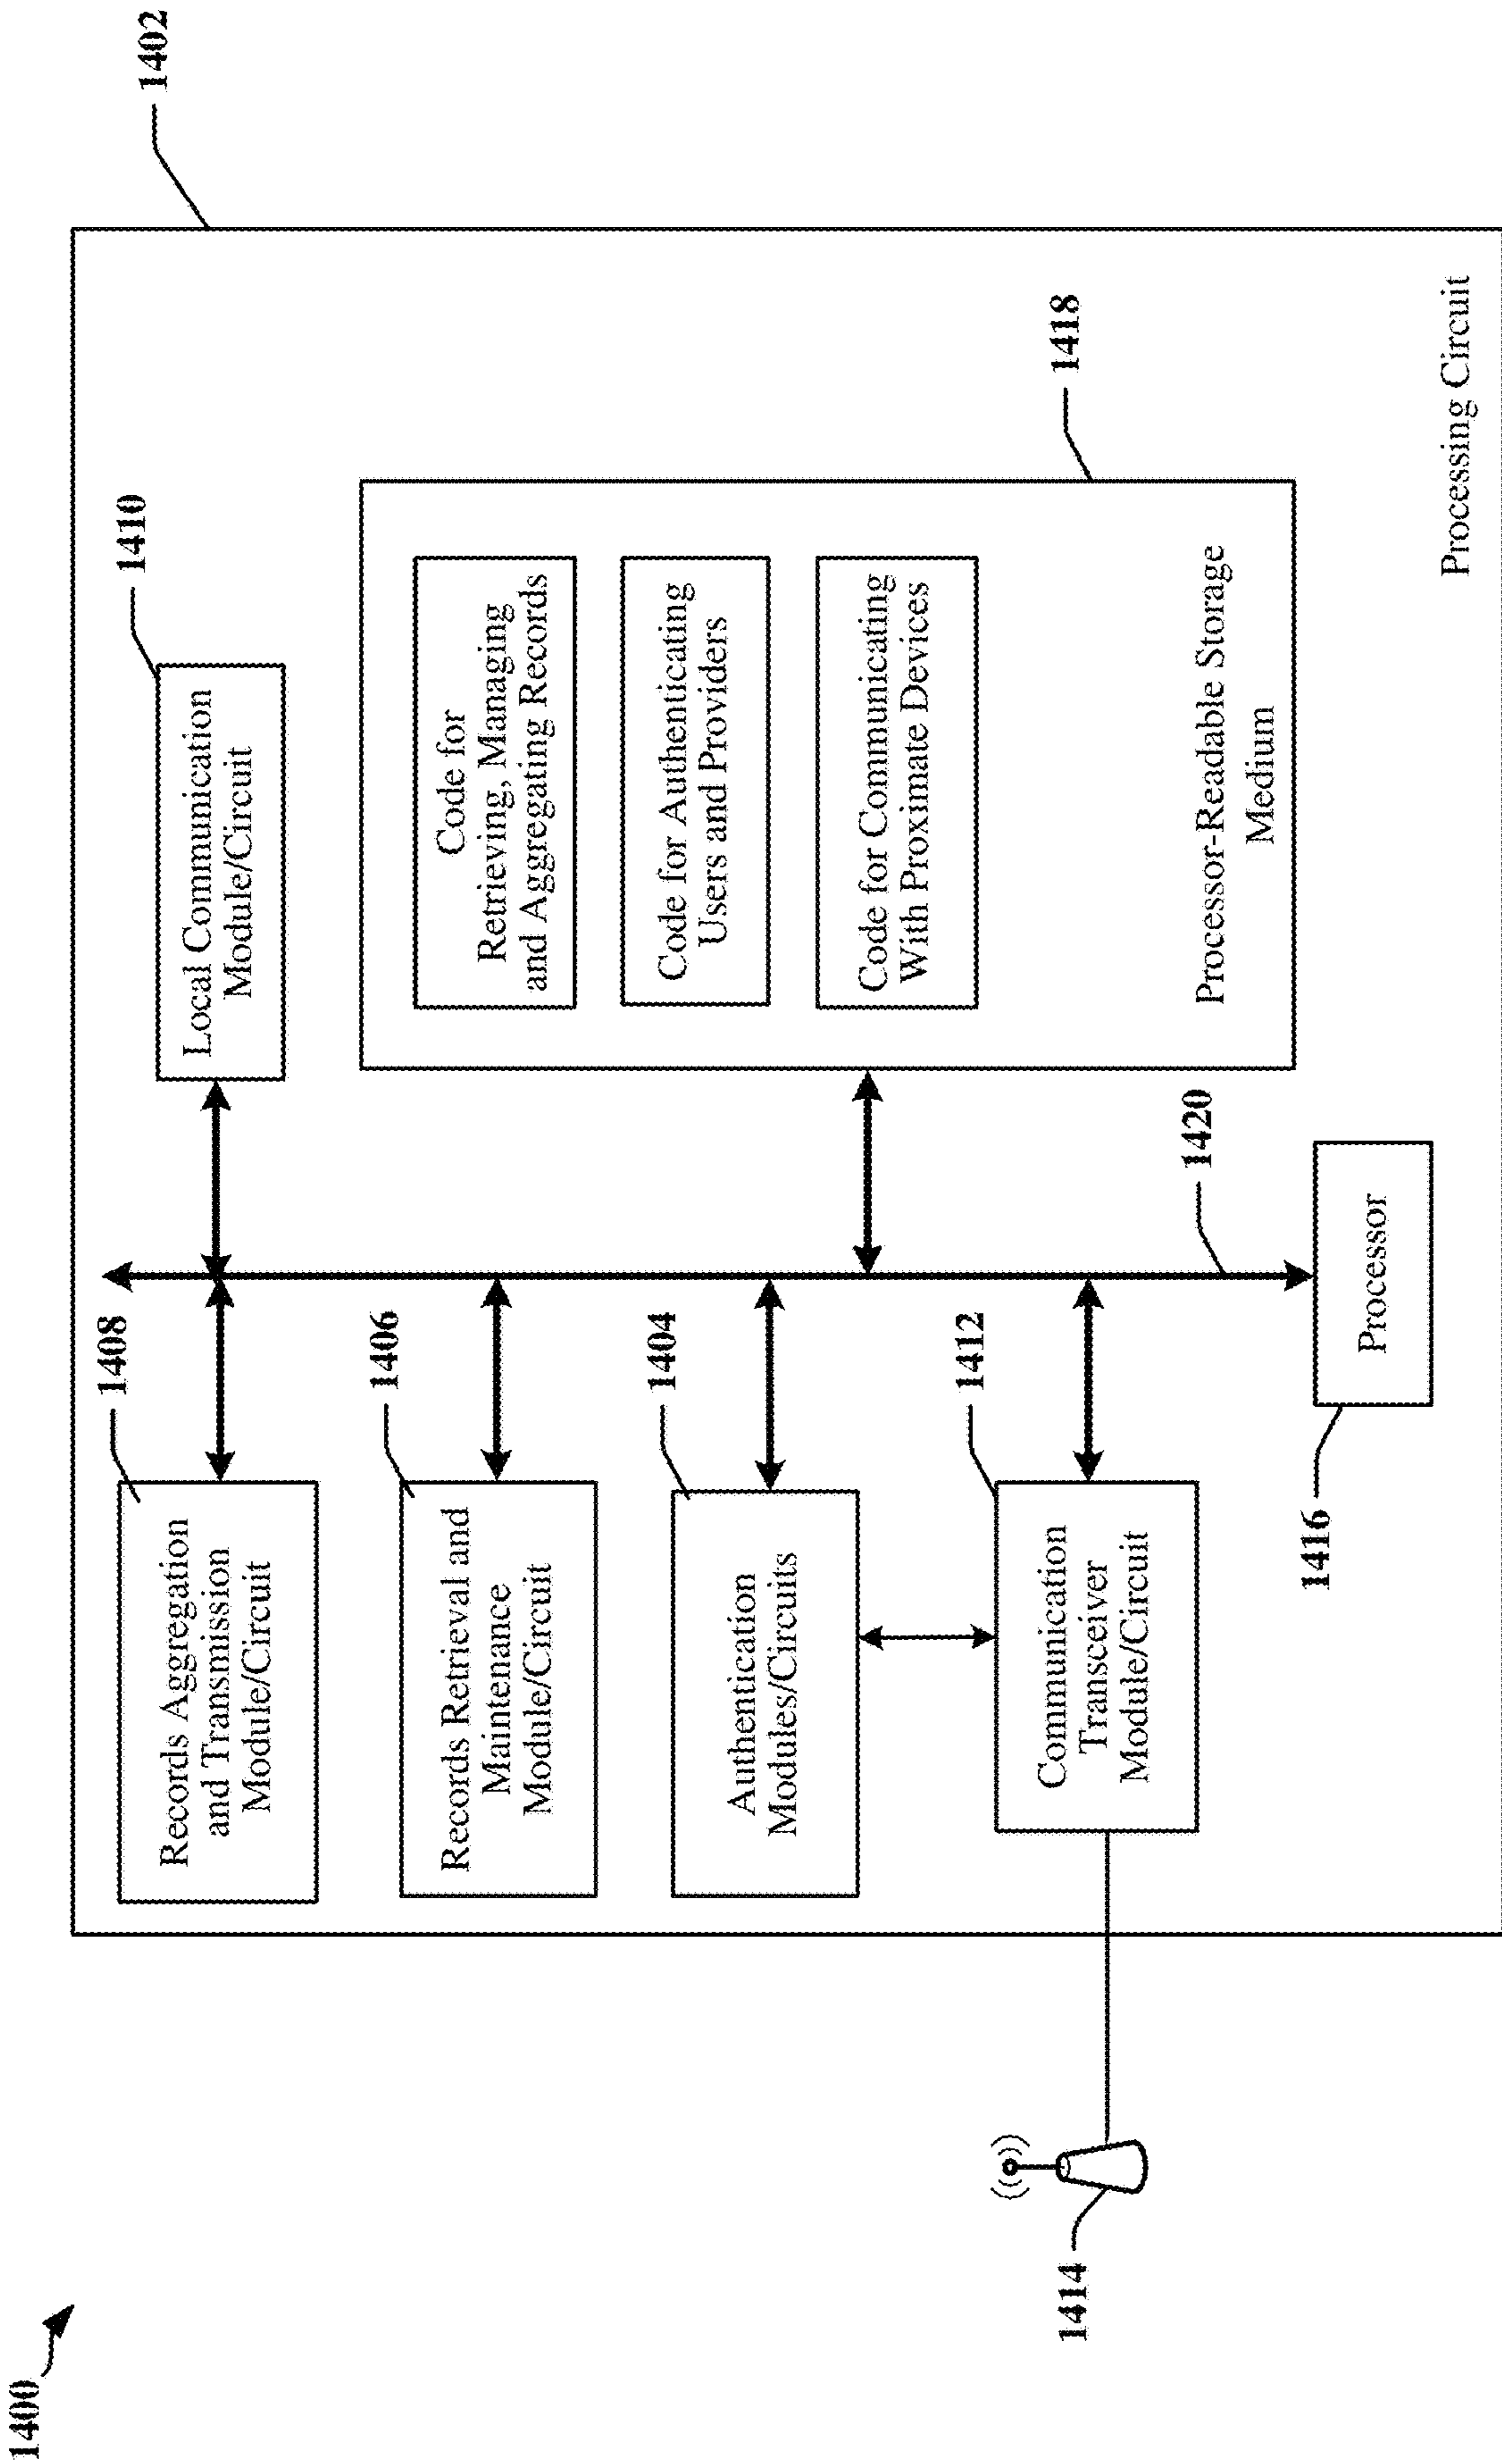 1400
1402
1408
Records Aggregation
and Transmission
Module/Circuit
1410
Local Communication
Module/Circuit
1406
Records Retrieval and
Maintenance
Module/Circuit
Code for
Retrieving, Managing
and Aggregating Records
1404
Authentication
Modules/Circuits
Code for Authenticating
Users and Providers
1412
Communication
Transceiver
Module/Circuit
Code for Communicating
With Proximate Devices
1414
1418
Processor-Readable Storage
Medium
1420
1416
Processor
Processing Circuit